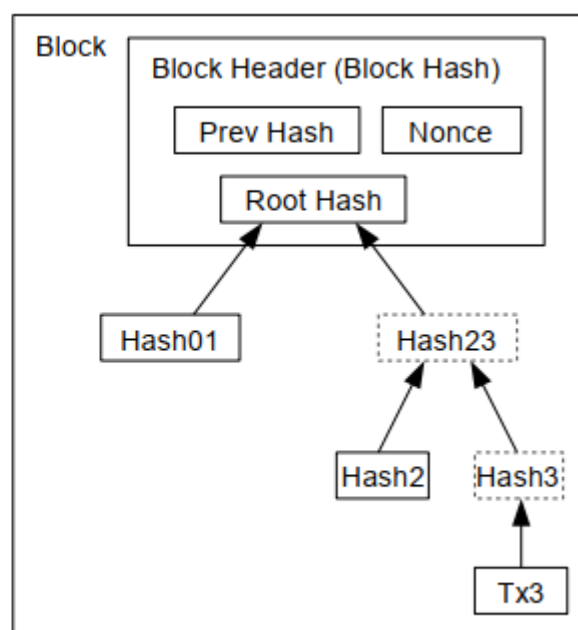 Block
Block Header (Block Hash)
Prev Hash
Nonce
Root Hash
Hash01
Hash23
Hash2
Hash3
Tx3